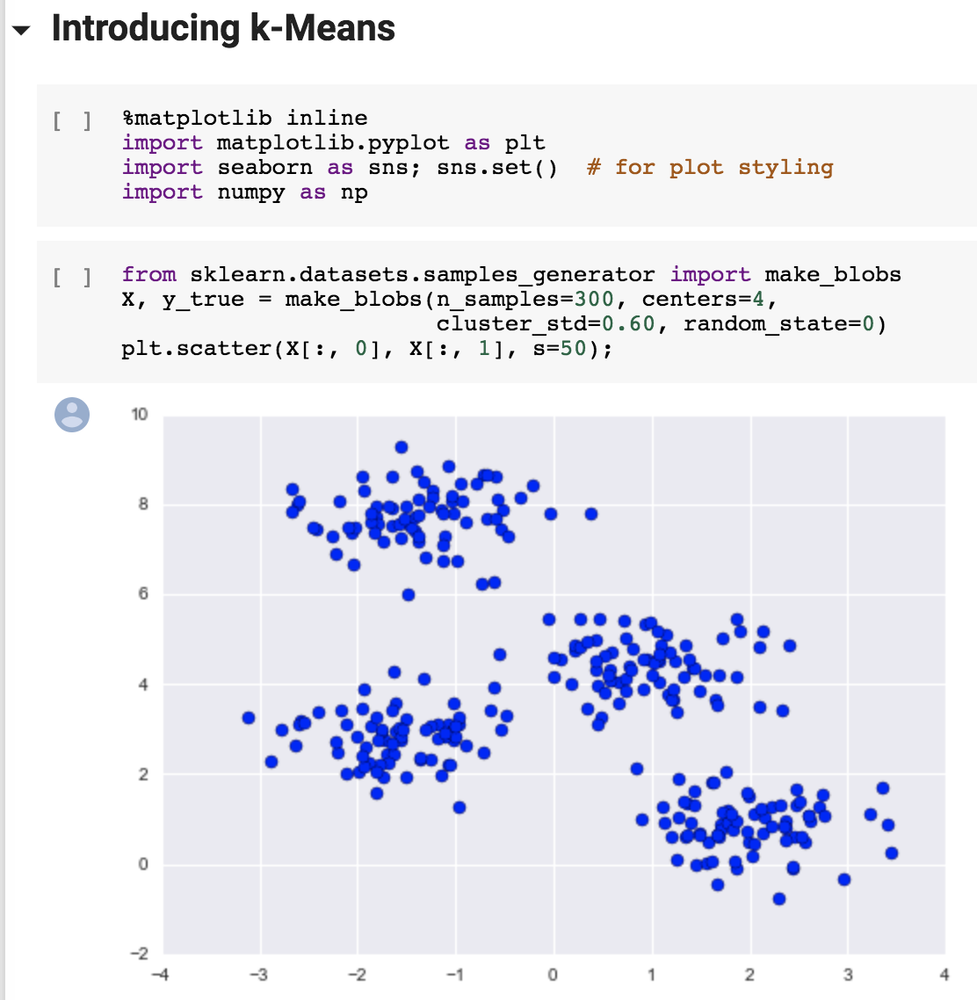 Introducing k-Means
[ ] %matplotlib inline
import matplotlib.pyplot as plt
import seaborn as sns; sns.set()  # for plot styling
import numpy as np
[ ] from sklearn.datasets.samples_generator import make_blobs
X, y_true = make_blobs(n_samples=300, centers=4,
                       cluster_std=0.60, random_state=0)
plt.scatter(X[:, 0], X[:, 1], s=50);
10
8
6
4
2
0
−2
−4 −3 −2 −1 0 1 2 3 4